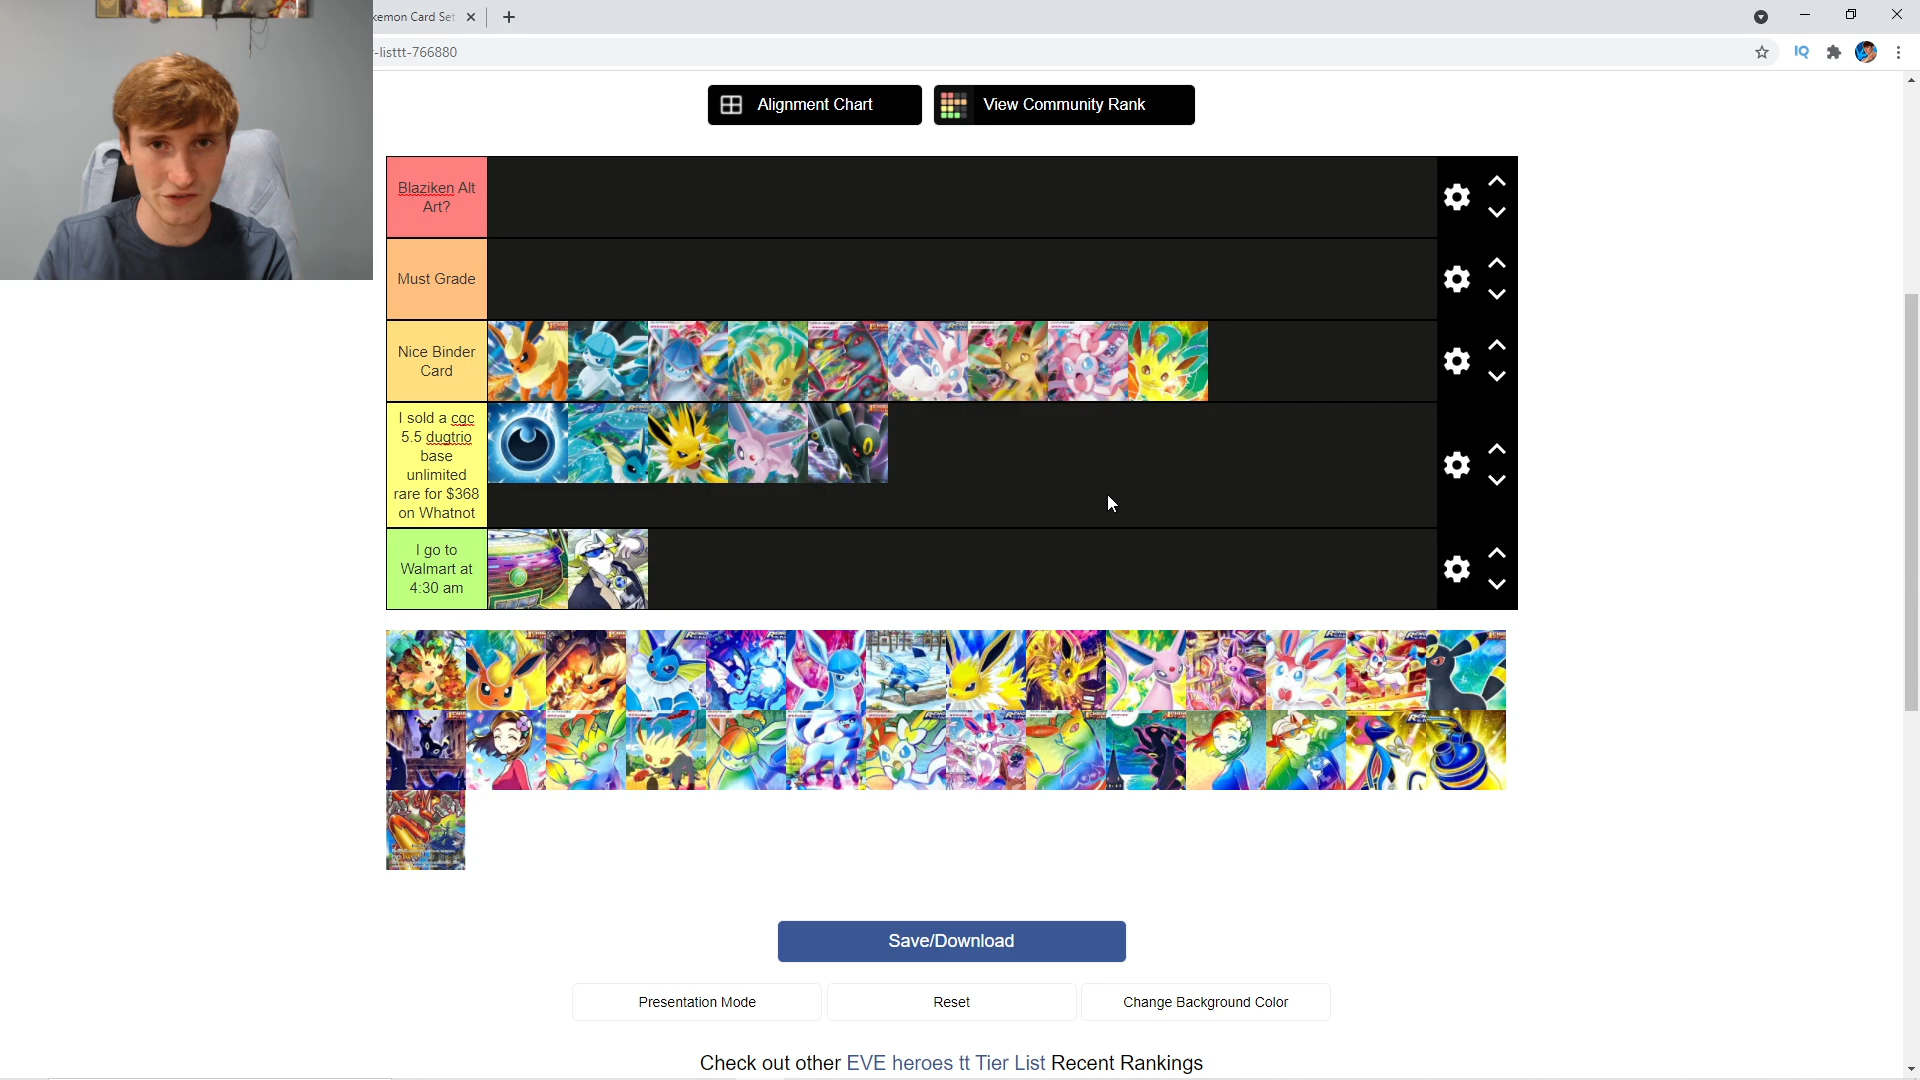 kemon Card Set
-listtt-766880
Alignment Chart
View Community Rank
Blaziken Alt
Art?
Must Grade
Nice Binder
Card
I sold a cgc
5.5 dugtrio
base
unlimited
rare for $368
on Whatnot
I go to
Walmart at
4:30 am
Save/Download
Presentation Mode
Reset
Change Background Color
Check out other EVE heroes tt Tier List Recent Rankings